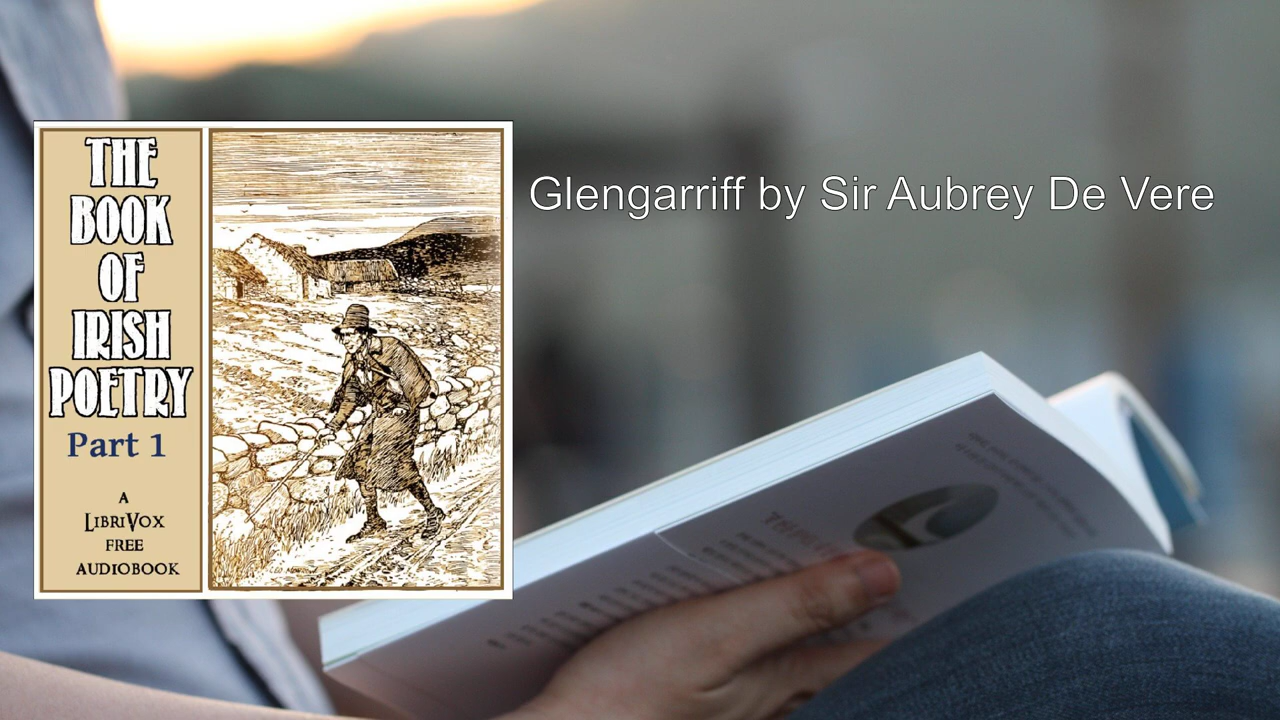 THE
BOOK
OF
IRISH
POETRY
Part 1
A
LIBRIVOX
FREE
AUDIOBOOK
Glengarriff by Sir Aubrey De Vere